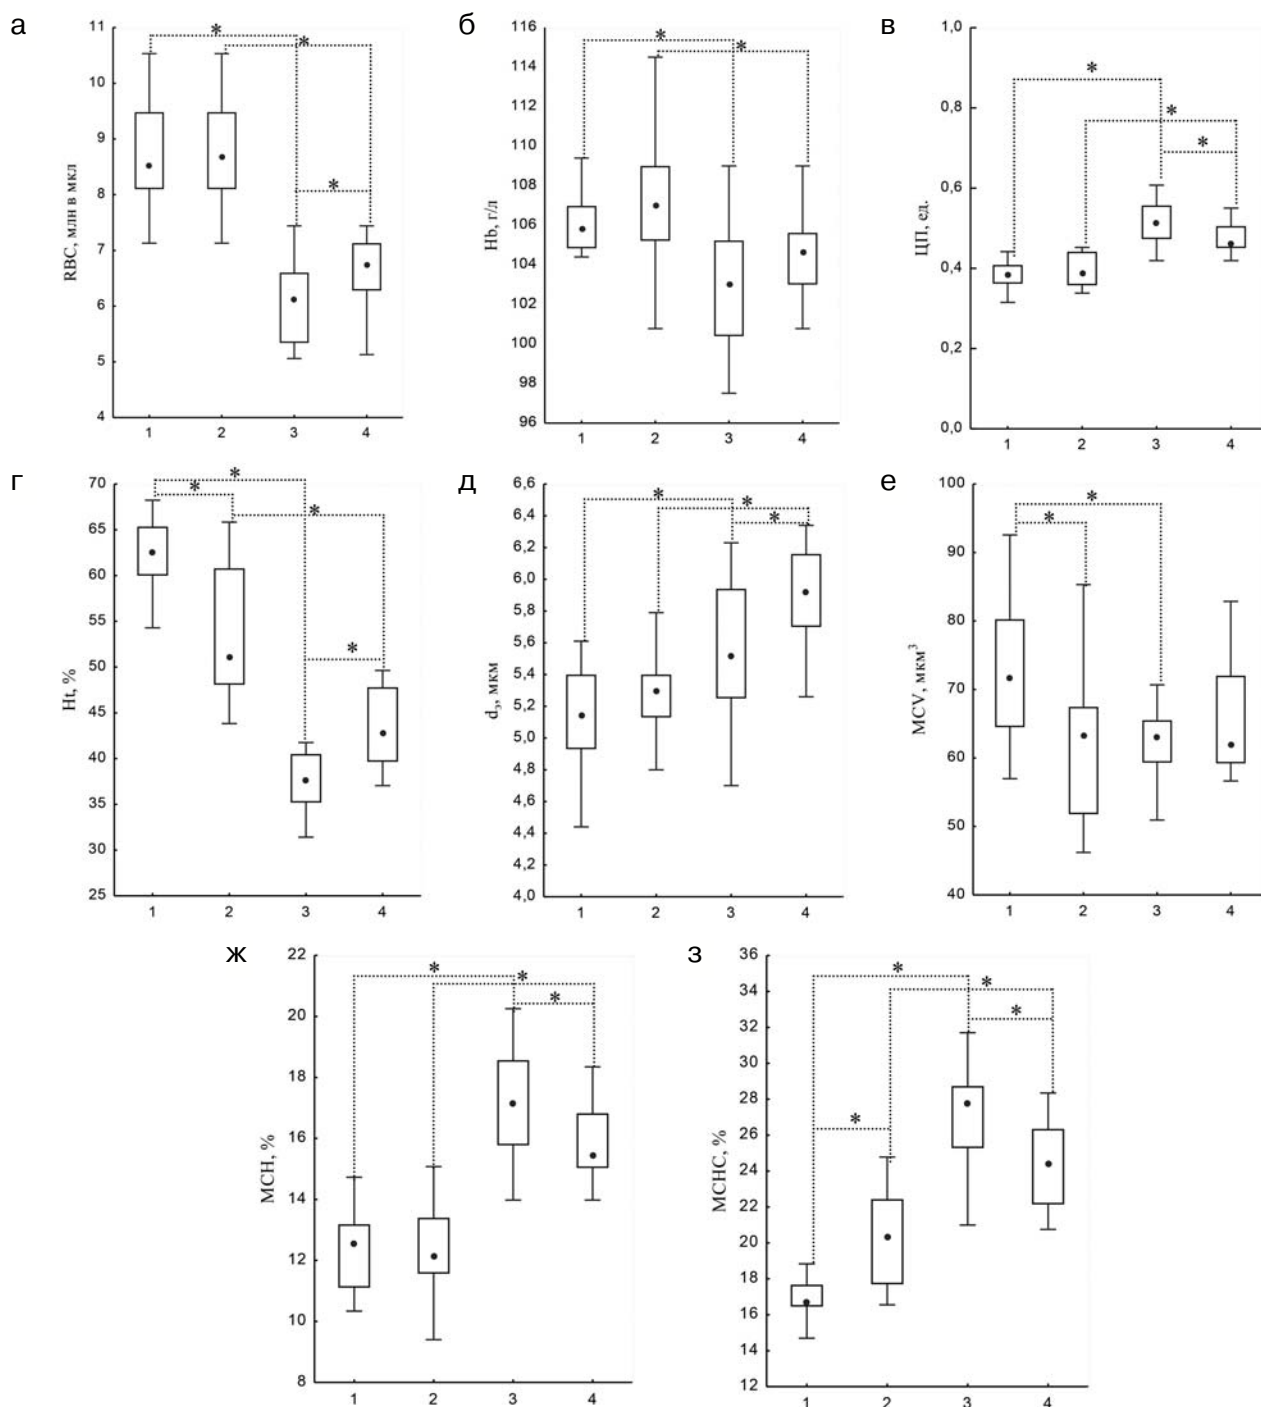 а
11
10
9
8
7
6
5
4
RBC, млн в мкл
* * *
1 2 3 4
б
116
114
112
110
108
106
104
102
100
98
96
Hb, г/л
* *
1 2 3 4
в
1,0
0,8
0,6
0,4
0,2
0,0
ЦП, ед.
* * *
1 2 3 4
г
70
65
60
55
50
45
40
35
30
25
Ht, %
* * * *
1 2 3 4
д
6,6
6,4
6,2
6,0
5,8
5,6
5,4
5,2
5,0
4,8
4,6
4,4
4,2
4,0
dэ, мкм
* * *
1 2 3 4
е
100
90
80
70
60
50
40
MCV, мкм³
* *
1 2 3 4
ж
22
20
18
16
14
12
10
8
MCH, %
* * *
1 2 3 4
з
36
34
32
30
28
26
24
22
20
18
16
14
12
MCHC, %
* * * *
1 2 3 4